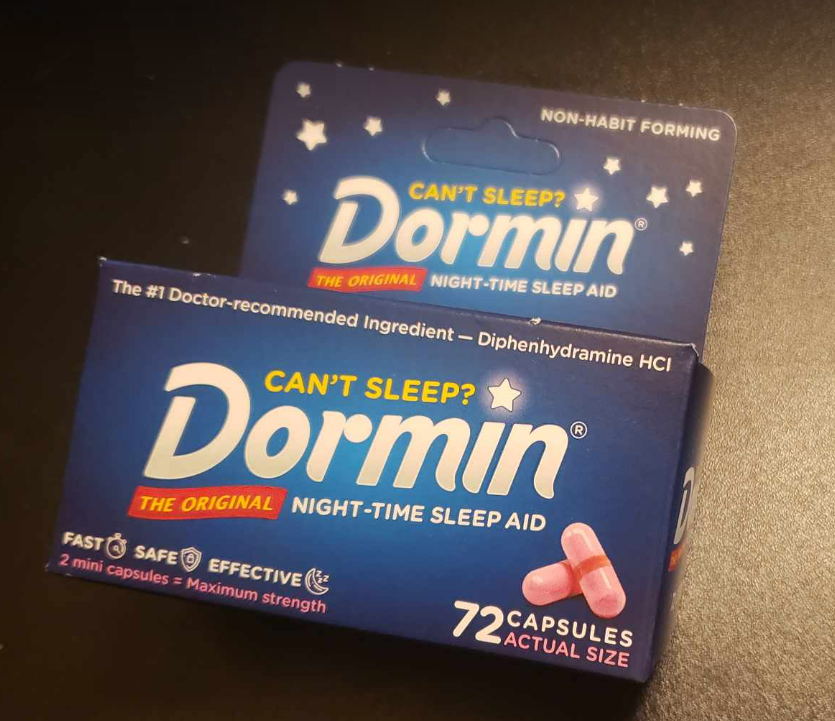 NON-HABIT FORMING
CAN'T SLEEP?
Dormin®
THE ORIGINAL NIGHT-TIME SLEEP AID
The #1 Doctor-recommended Ingredient — Diphenhydramine HCl
CAN'T SLEEP?
Dormin®
THE ORIGINAL NIGHT-TIME SLEEP AID
FAST SAFE EFFECTIVE
2 mini capsules = Maximum strength
72 CAPSULES
ACTUAL SIZE